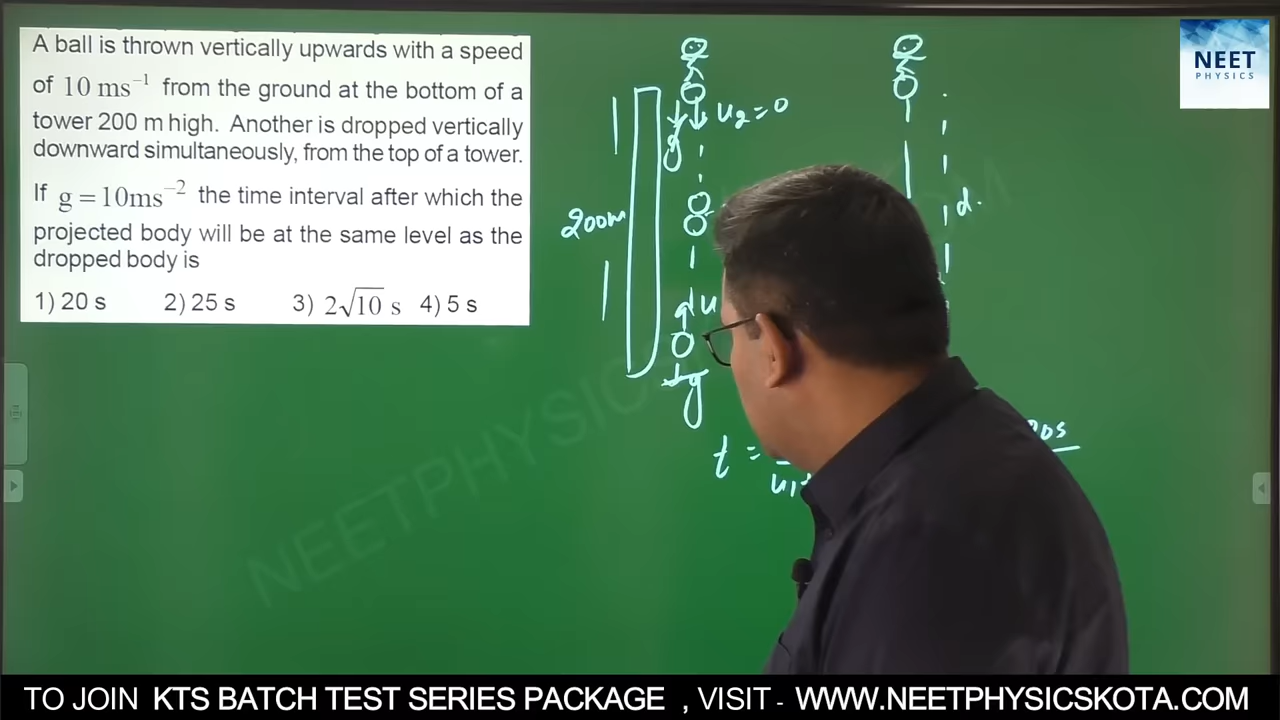 A ball is thrown vertically upwards with a speed
of 10 ms⁻¹ from the ground at the bottom of a
tower 200 m high. Another is dropped vertically
downward simultaneously, from the top of a tower.
If g = 10ms⁻² the time interval after which the
projected body will be at the same level as the
dropped body is
1) 20 s 2) 25 s 3) 2√10 s 4) 5 s
NEET
PHYSICS
u₂=0
200m
d.
u
g
t =
u₁
NEETPHYSICS
TO JOIN KTS BATCH TEST SERIES PACKAGE , VISIT - WWW.NEETPHYSICSKOTA.COM